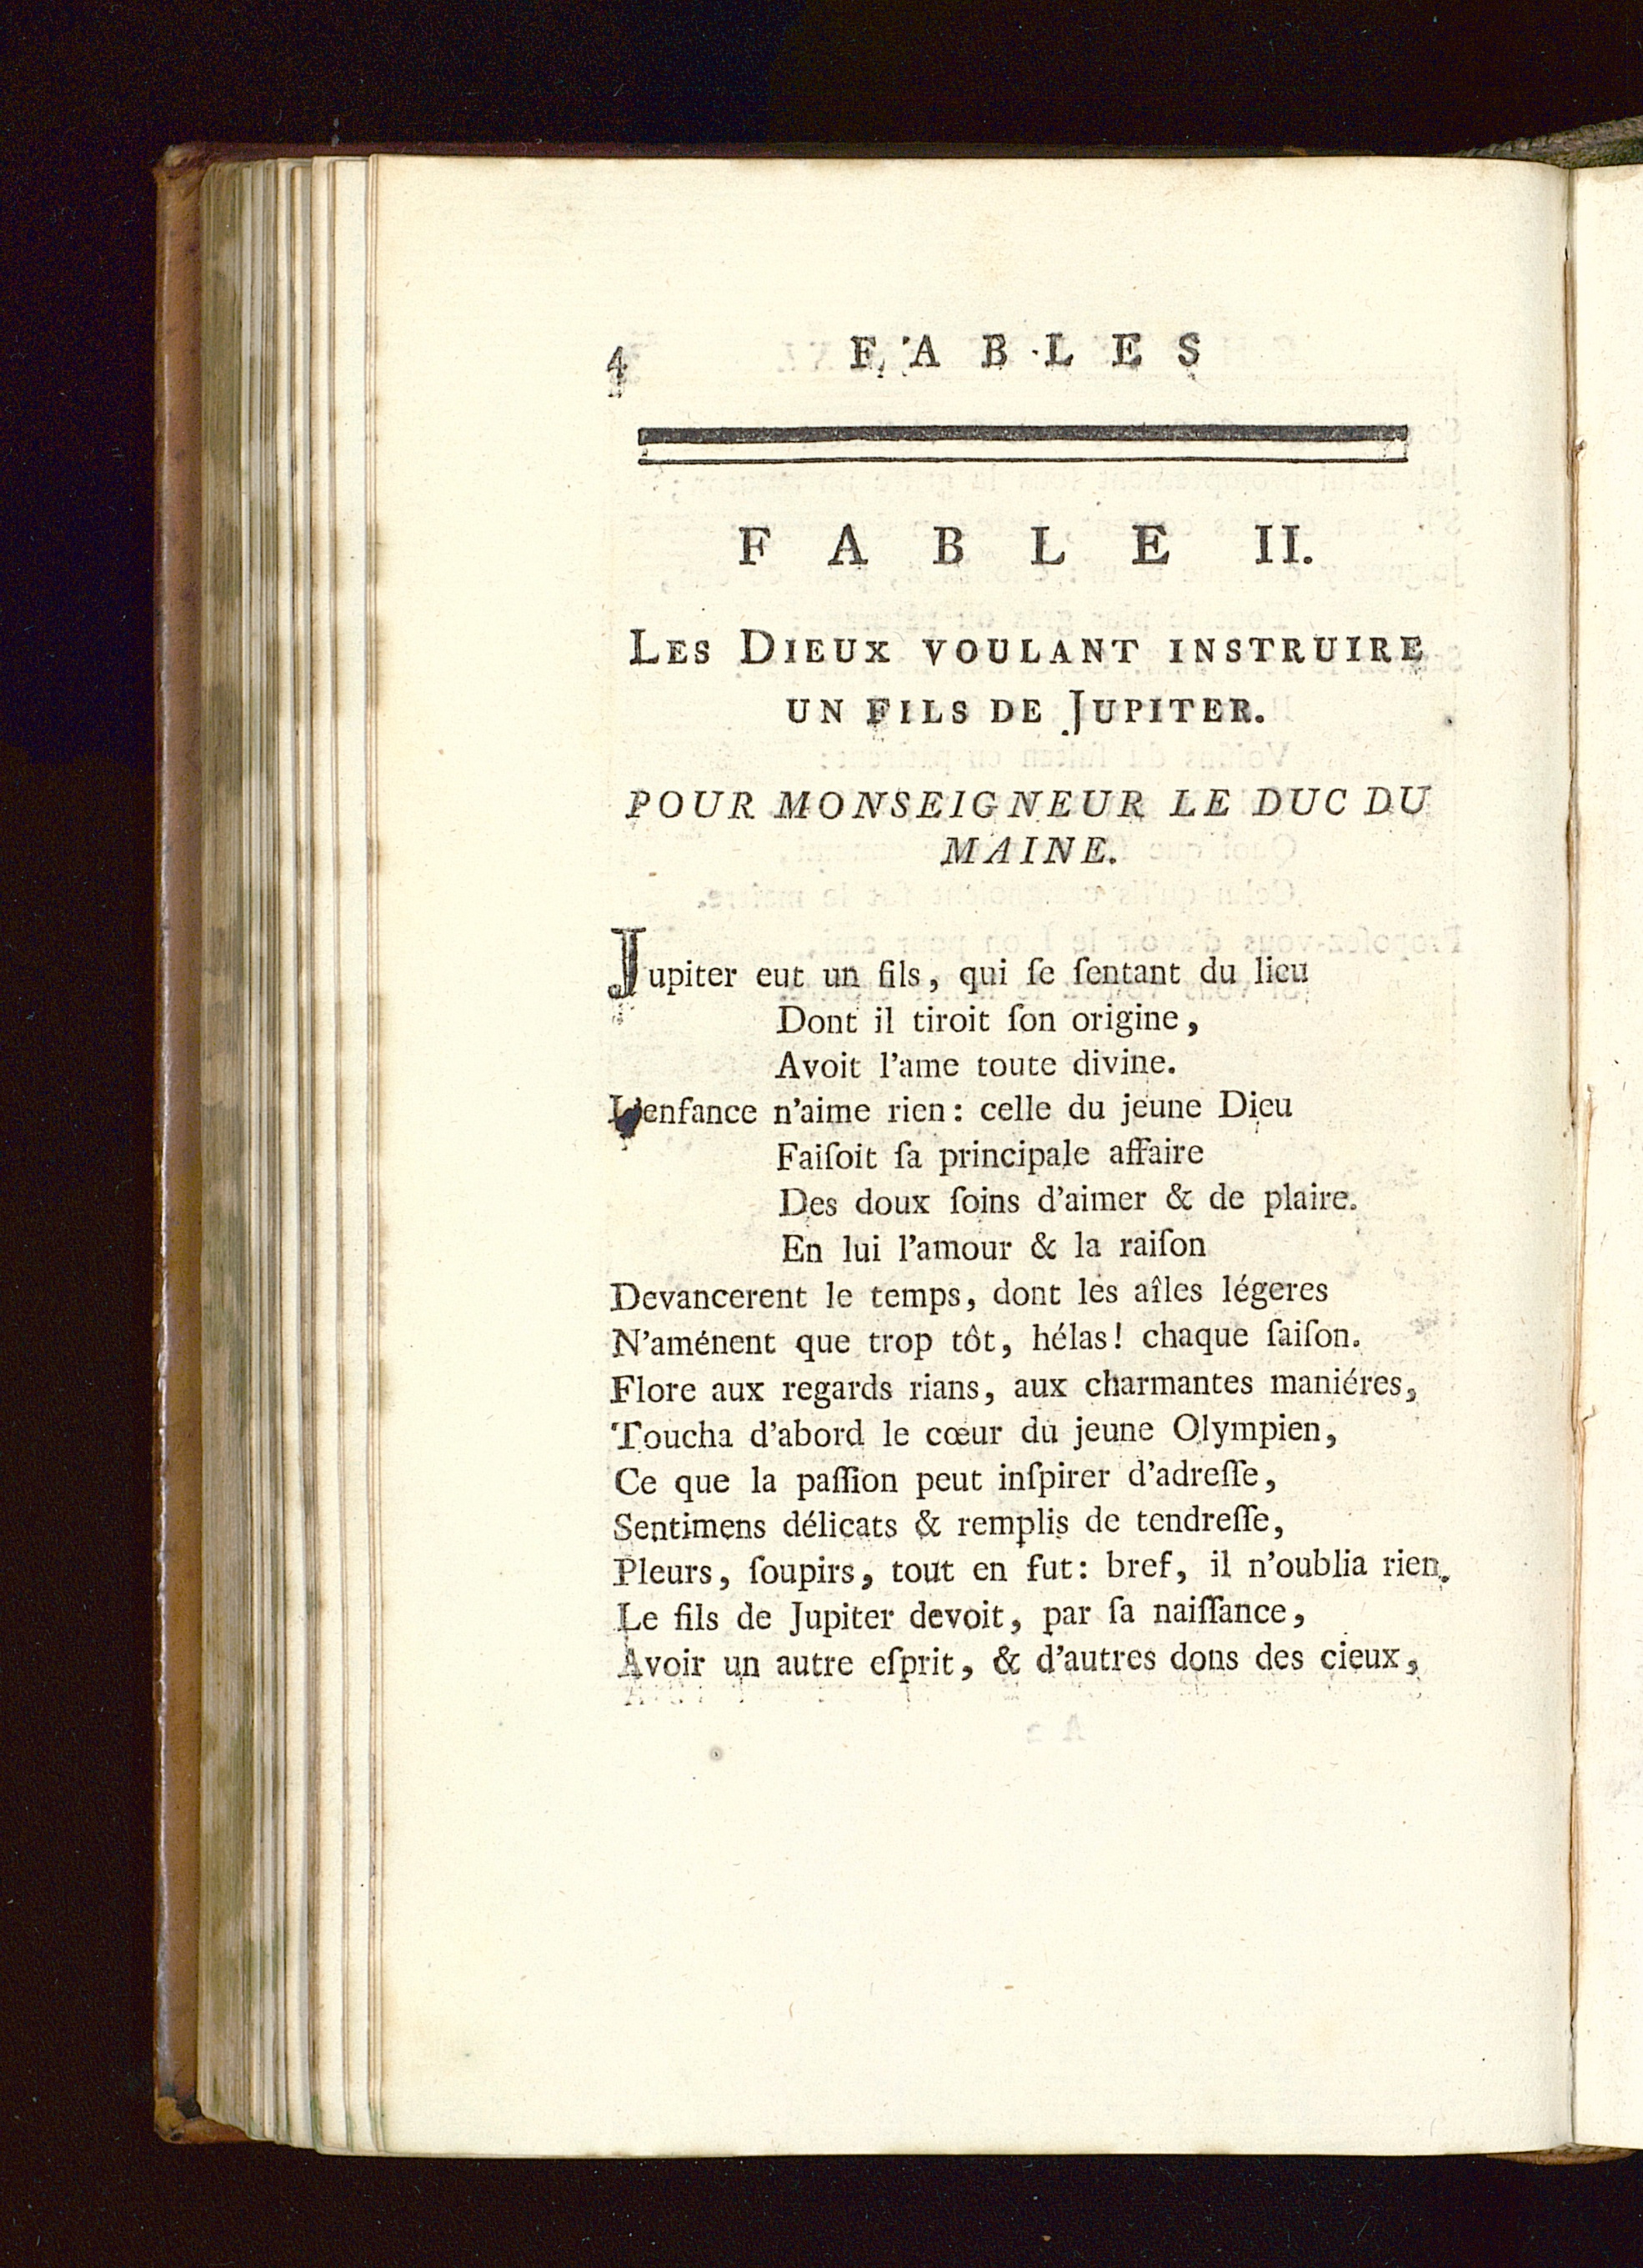 4 FABLES
FABLE II.
LES DIEUX VOULANT INSTRUIRE
UN FILS DE JUPITER.
POUR MONSEIGNEUR LE DUC DU
MAINE.
Jupiter eut un fils, qui ſe ſentant du lieu
Dont il tiroit ſon origine,
Avoit l'ame toute divine.
L'enfance n'aime rien: celle du jeune Dieu
Faiſoit ſa principale affaire
Des doux ſoins d'aimer & de plaire.
En lui l'amour & la raiſon
Devancerent le temps, dont les aîles légeres
N'aménent que trop tôt, hélas! chaque ſaiſon.
Flore aux regards rians, aux charmantes maniéres,
Toucha d'abord le cœur du jeune Olympien,
Ce que la paſſion peut inſpirer d'adreſſe,
Sentimens délicats & remplis de tendreſſe,
Pleurs, ſoupirs, tout en fut: bref, il n'oublia rien.
Le fils de Jupiter devoit, par ſa naiſſance,
Avoir un autre eſprit, & d'autres dons des cieux,